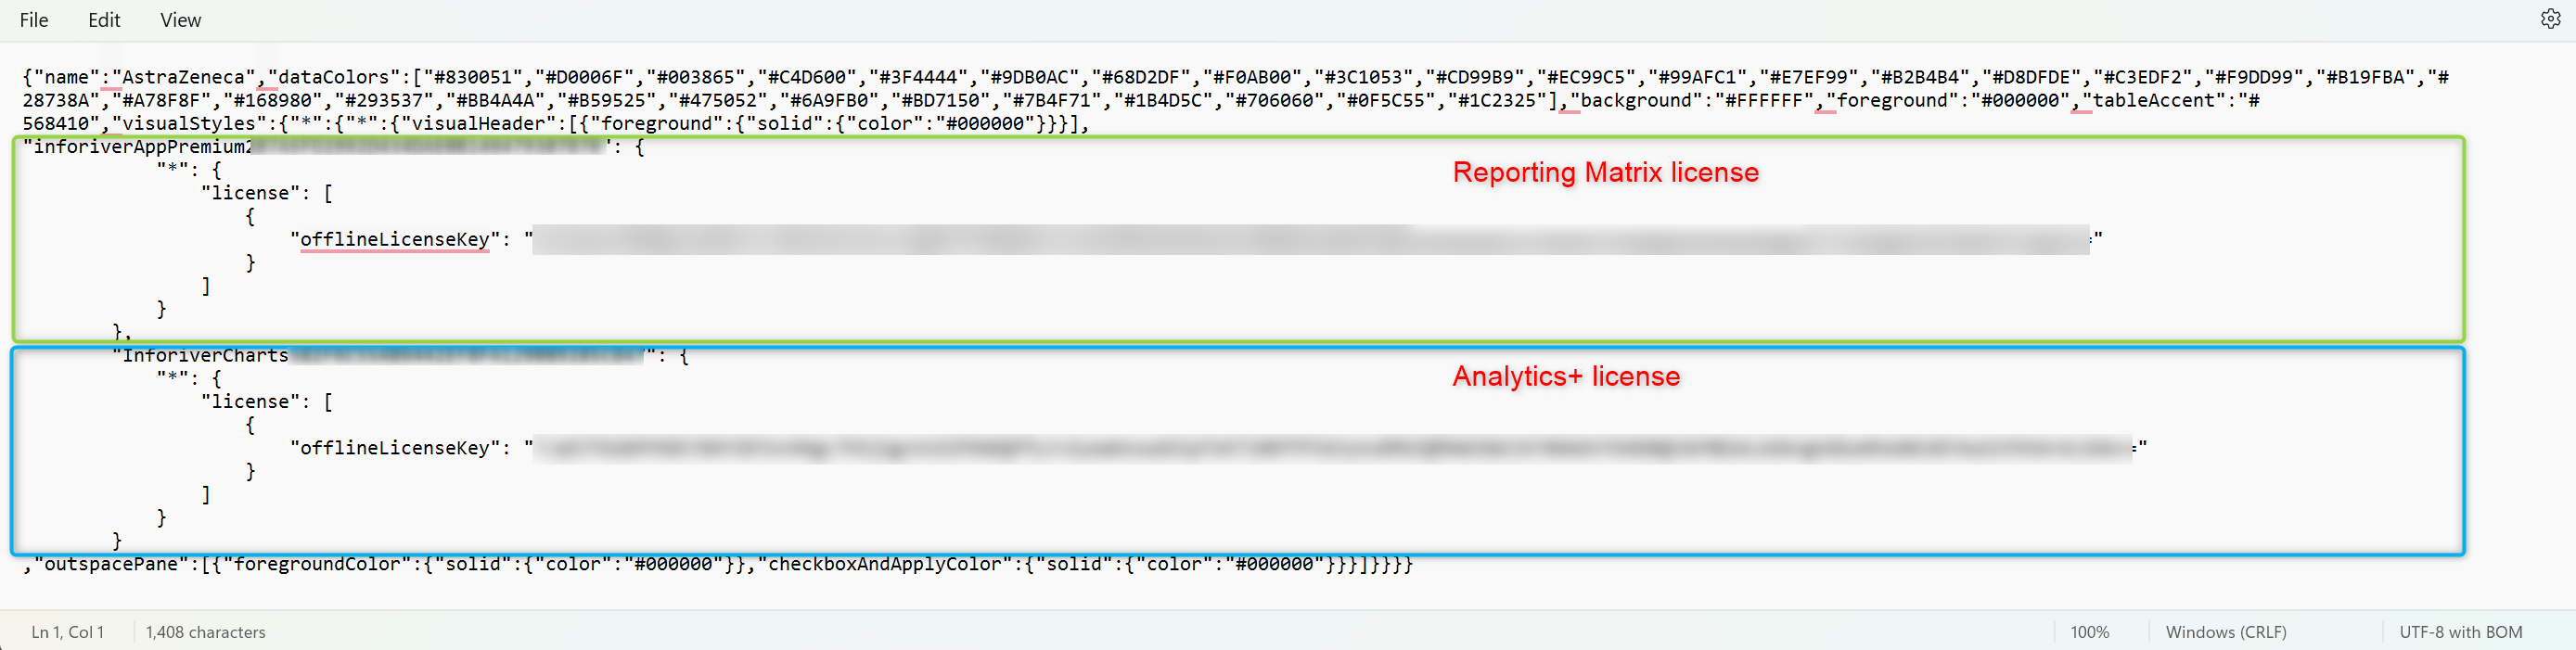 File Edit View
{"name":"AstraZeneca","dataColors":["#830051","#D0006F","#003865","#C4D600","#3F4444","#9DB0AC","#68D2DF","#F0AB00","#3C1053","#CD99B9","#EC99C5","#99AFC1","#E7EF99","#B2B4B4","#D8DFDE","#C3EDF2","#F9DD99","#B19FBA","#
28738A","#A78F8F","#168980","#293537","#BB4A4A","#B59525","#475052","#6A9FB0","#BD7150","#7B4F71","#1B4D5C","#706060","#0F5C55","#1C2325"],"background":"#FFFFFF","foreground":"#000000","tableAccent":"#
568410","visualStyles":{"*":{"*":{"visualHeader":[{"foreground":{"solid":{"color":"#000000"}}}],
"inforiverAppPremium2 ": {
Reporting Matrix license
"*": {
"license": [
{
"offlineLicenseKey": " ="
}
]
}
},
"InforiverCharts ": {
Analytics+ license
"*": {
"license": [
{
"offlineLicenseKey": " ="
}
]
}
}
,"outspacePane":[{"foregroundColor":{"solid":{"color":"#000000"}},"checkboxAndApplyColor":{"solid":{"color":"#000000"}}}]}}}}
Ln 1, Col 1 1,408 characters 100% Windows (CRLF) UTF-8 with BOM